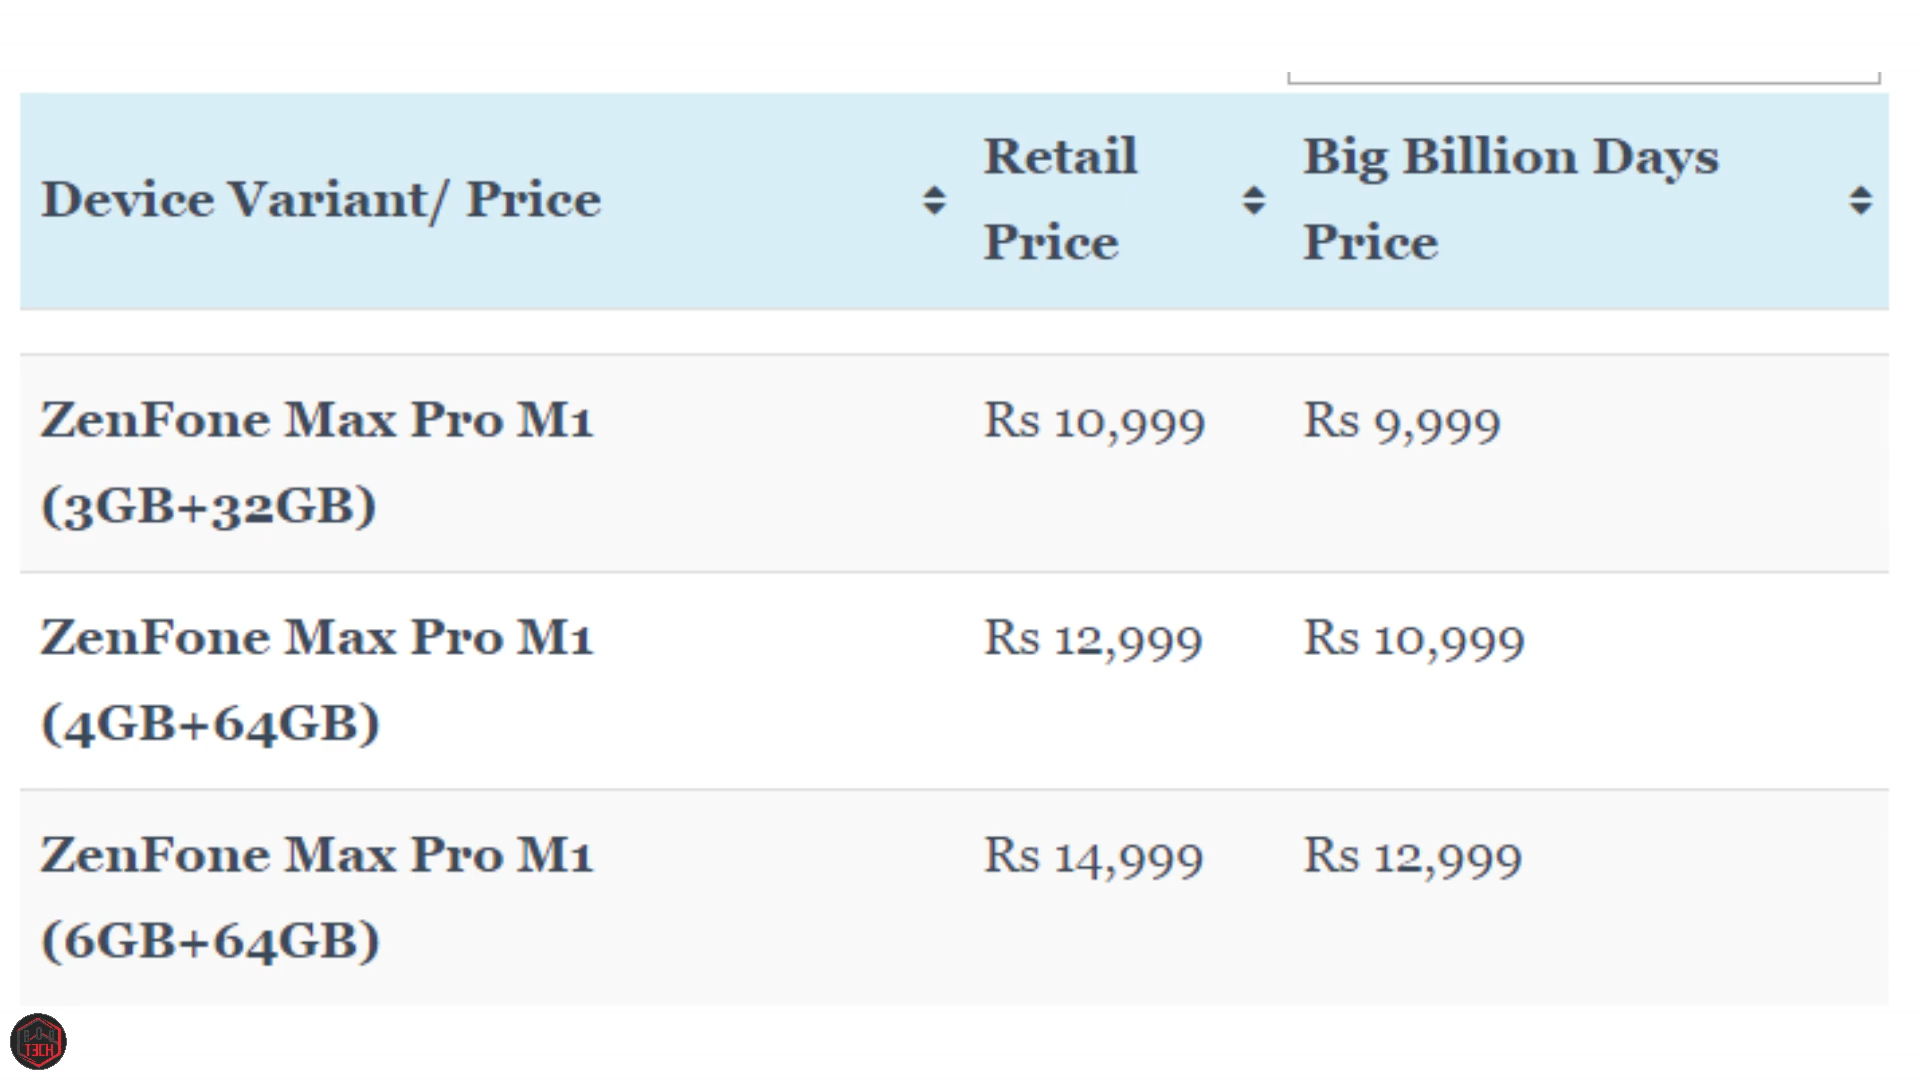 Device Variant/ Price
Retail
Price
Big Billion Days
Price
ZenFone Max Pro M1
(3GB+32GB)
Rs 10,999
Rs 9,999
ZenFone Max Pro M1
(4GB+64GB)
Rs 12,999
Rs 10,999
ZenFone Max Pro M1
(6GB+64GB)
Rs 14,999
Rs 12,999
T3CH